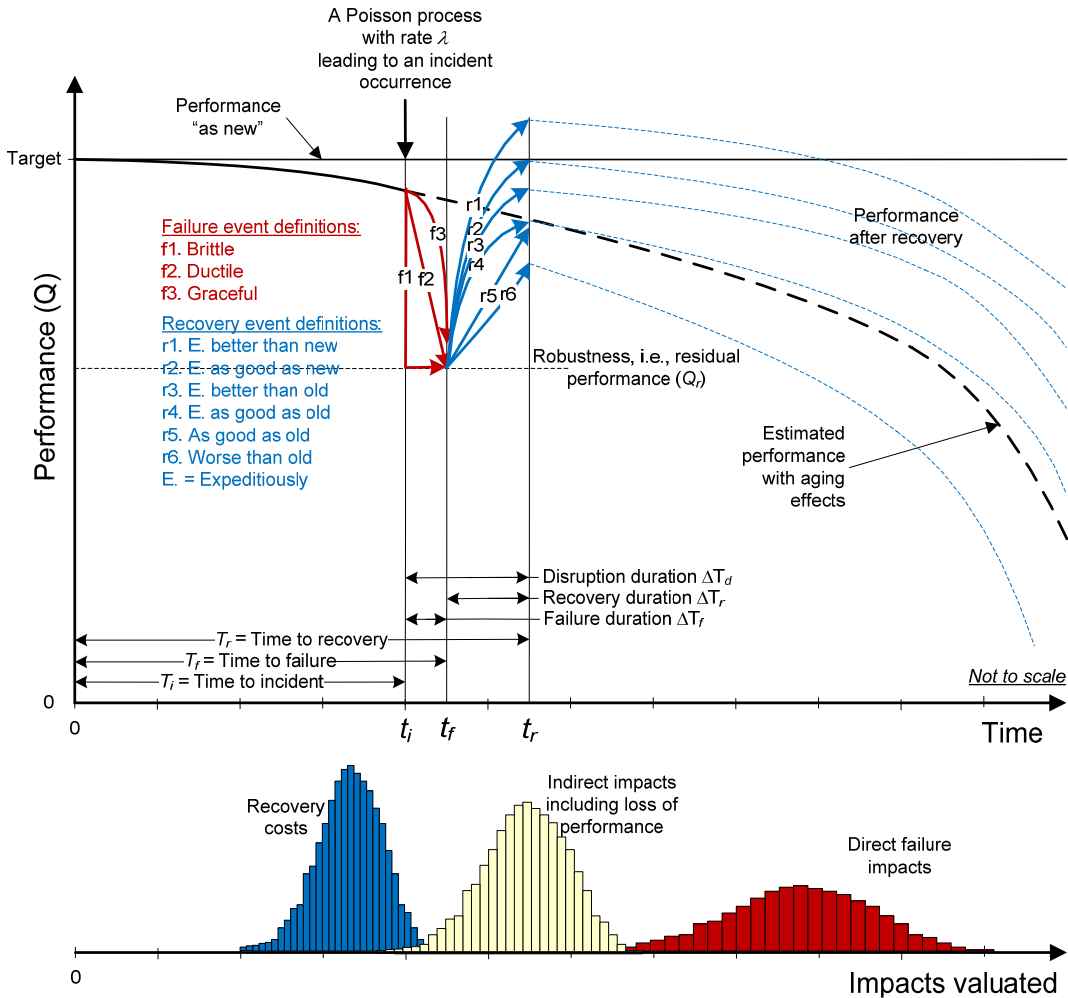 A Poisson process
with rate λ
leading to an incident
occurrence
Performance
“as new”
Target
Failure event definitions:
f1. Brittle
f2. Ductile
f3. Graceful
Recovery event definitions:
r1. E. better than new
r2. E. as good as new
r3. E. better than old
r4. E. as good as old
r5. As good as old
r6. Worse than old
E. = Expeditiously
f3
f1
f2
r1
r2
r3
r4
r5
r6
Performance
after recovery
Robustness, i.e., residual
performance (Qr)
Estimated
performance
with aging
effects
Performance (Q)
Disruption duration ΔTd
Recovery duration ΔTr
Failure duration ΔTf
Tr = Time to recovery
Tf = Time to failure
Ti = Time to incident
Not to scale
0
0
ti
tf
tr
Time
Recovery
costs
Indirect impacts
including loss of
performance
Direct failure
impacts
0
Impacts valuated